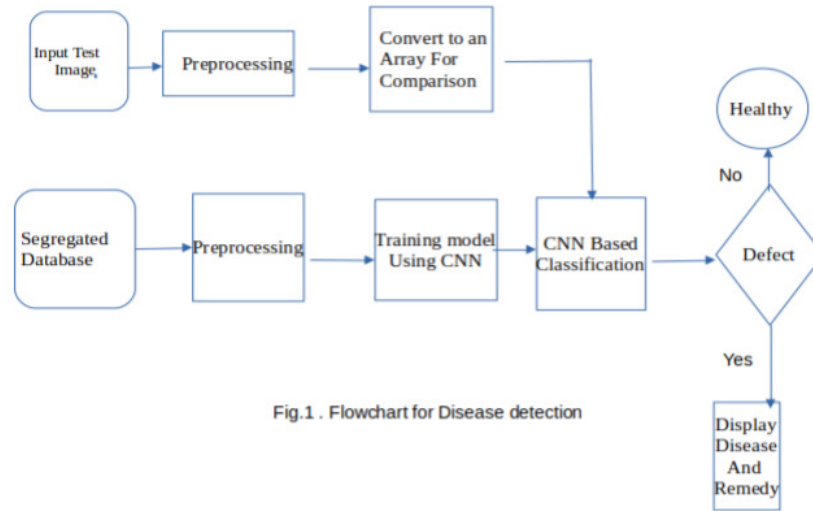 Input Test
Image,
Preprocessing
Convert to an
Array For
Comparison
Healthy
No
Segregated
Database
Preprocessing
Training model
Using CNN
CNN Based
Classification
Defect
Yes
Fig.1 . Flowchart for Disease detection
Display
Disease
And
Remedy